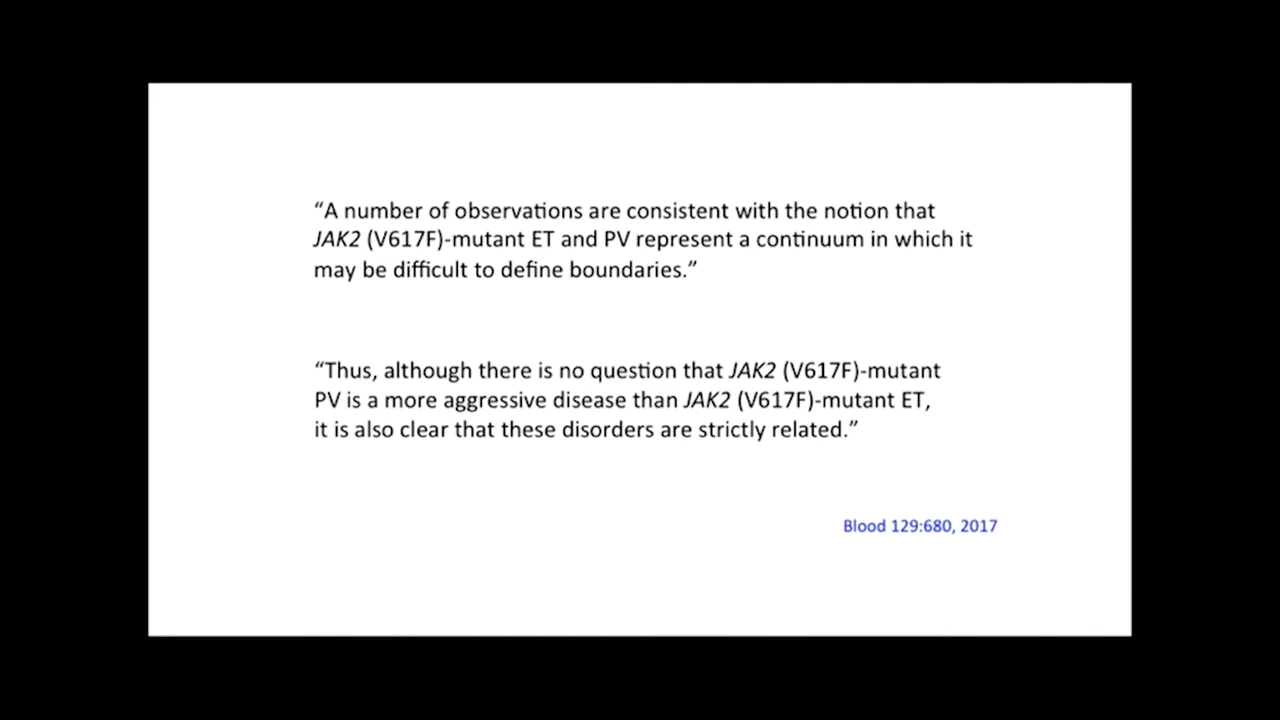 “A number of observations are consistent with the notion that
JAK2 (V617F)-mutant ET and PV represent a continuum in which it
may be difficult to define boundaries.”
“Thus, although there is no question that JAK2 (V617F)-mutant
PV is a more aggressive disease than JAK2 (V617F)-mutant ET,
it is also clear that these disorders are strictly related.”
Blood 129:680, 2017